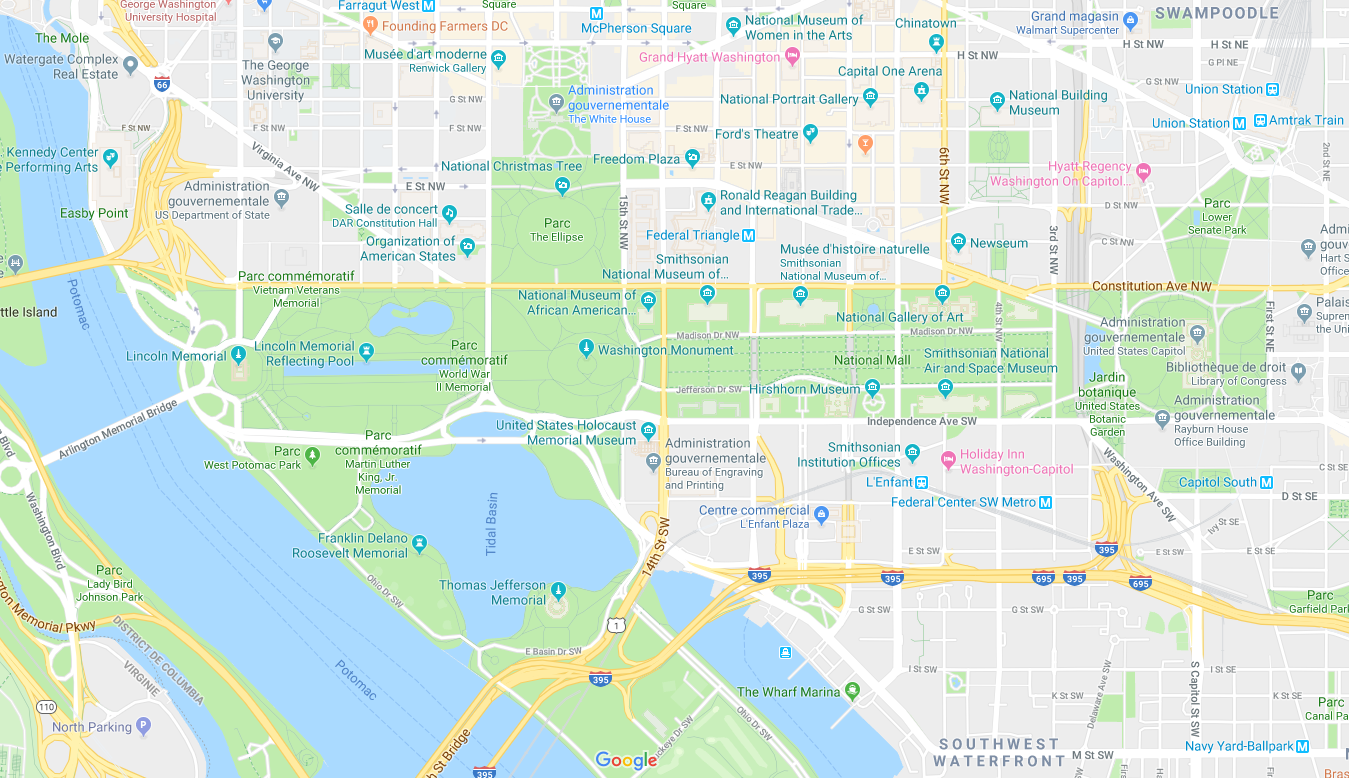 George Washington
University Hospital
Farragut West M
Square
Square
McPherson Square
Founding Farmers DC
National Museum of
Women in the Arts
Chinatown
Grand magasin
Walmart Supercenter
SWAMPOODLE
The Mole
Watergate Complex
Real Estate
66
The George
Washington
University
Musée d'art moderne
Renwick Gallery
Grand Hyatt Washington
H St NW
H St NW
H St NE
G Pl NE
Capital One Arena
G St NW
G St NW
Administration
gouvernementale
The White House
National Portrait Gallery
National Building
Museum
Union Station
Union Station M
Amtrak Train
F St NW
F St NW
F St NW
Ford's Theatre
Virginia Ave NW
Kennedy Center
Performing Arts
National Christmas Tree
Freedom Plaza
E St NW
E St NW
6th St NW
2nd St NE
Hyatt Regency
Washington On Capitol...
Administration
gouvernementale
US Department of State
Easby Point
Salle de concert
DAR Constitution Hall
Organization of
American States
Parc
The Ellipse
15th St NW
Ronald Reagan Building
and International Trade...
Federal Triangle M
Smithsonian
National Museum of...
Musée d'histoire naturelle
Smithsonian
National Museum of...
Newseum
3rd St NW
C St NW
Parc
Lower
Senate Park
Hart S
Office
Parc commémoratif
Vietnam Veterans
Memorial
Constitution Ave NW
Potomac
ttle Island
National Museum of
African American...
National Gallery of Art
4th St NW
First St NE
Palais
Supren
the Uni
Madison Dr NW
Madison Dr NW
Administration
gouvernementale
United States Capitol
Lincoln Memorial
Lincoln Memorial
Reflecting Pool
Parc
commémoratif
World War
II Memorial
Washington Monument
National Mall
Smithsonian National
Air and Space Museum
Bibliothèque de droit
Library of Congress
Jefferson Dr SW
Hirshhorn Museum
Jardin
botanique
United States
Botanic
Garden
Administration
gouvernementale
Rayburn House
Office Building
Arlington Memorial Bridge
Independence Ave SW
United States Holocaust
Memorial Museum
Parc
West Potomac Park
Parc
commémoratif
Martin Luther
King, Jr.
Memorial
Administration
gouvernementale
Bureau of Engraving
and Printing
Smithsonian
Institution Offices
Holiday Inn
Washington-Capitol
L'Enfant
Federal Center SW Metro M
Washington Ave SW
C St SE
Capitol South M
D St SE
Washington Blvd
Tidal Basin
Centre commercial
L'Enfant Plaza
Ivy St SE
Franklin Delano
Roosevelt Memorial
14th St SW
E St SW
E St SE
E St SE
395
395
395
695
395
695
Parc
Lady Bird
Johnson Park
Ohio Dr SW
Thomas Jefferson
Memorial
Parc
Garfield Park
G St SW
G St SW
Memorial Pkwy
DISTRICT DE COLUMBIA
VIRGINIE
1
E Basin Dr SW
Potomac
395
I St SW
I St SE
The Wharf Marina
K St SW
K St SE
Delaware Ave SW
S Capitol St SW
Parc
Canal Pa
110
North Parking
Ohio Dr SW
Buckeye Dr SW
h St Bridge
395
Google
SOUTHWEST
WATERFRONT
M St SW
Navy Yard-Ballpark M